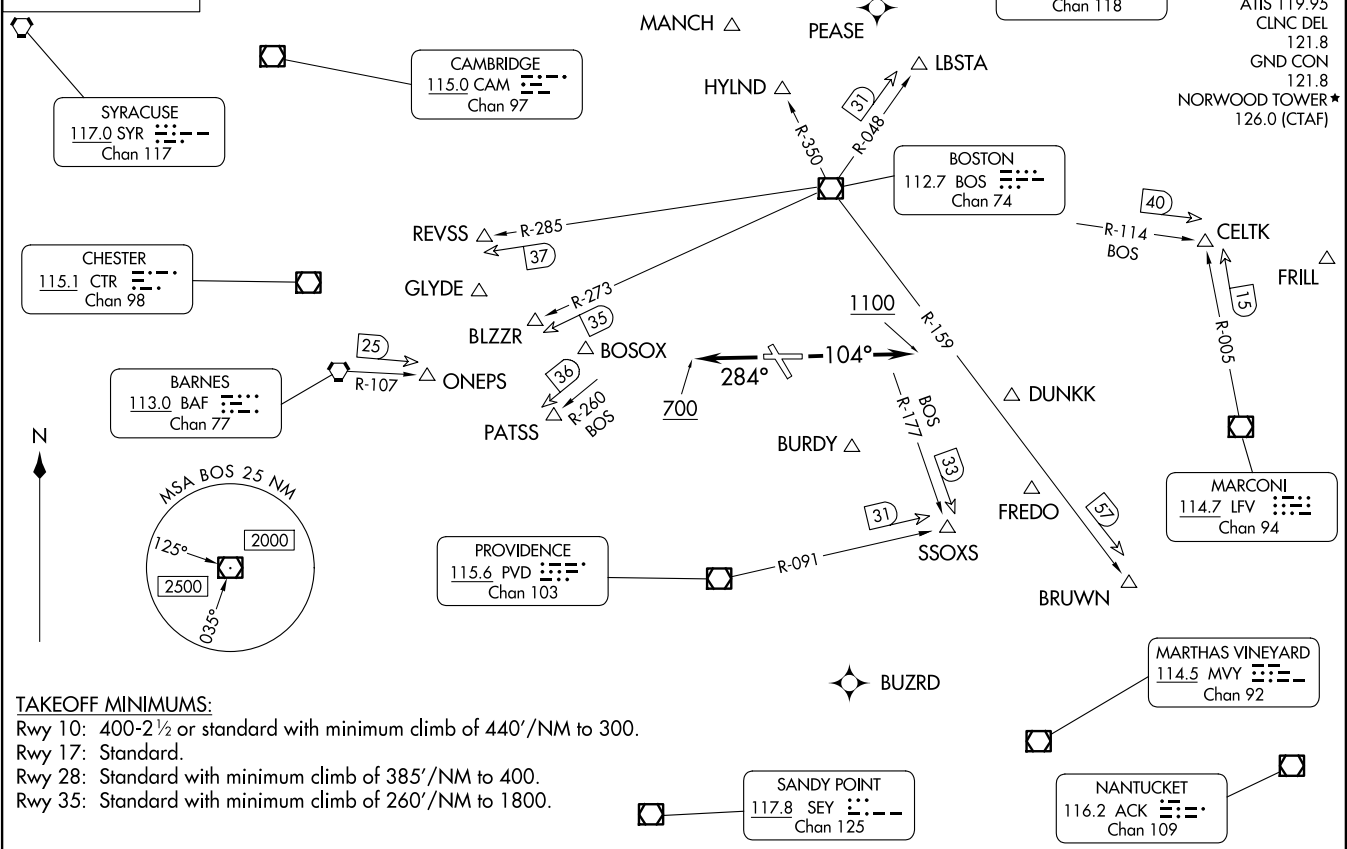 Chan 118
ATIS 119.95
CLNC DEL
121.8
GND CON
121.8
NORWOOD TOWER★
126.0 (CTAF)
MANCH
PEASE
CAMBRIDGE
115.0 CAM
Chan 97
SYRACUSE
117.0 SYR
Chan 117
HYLND
LBSTA
31
R-048
R-350
BOSTON
112.7 BOS
Chan 74
REVSS
R-285
37
40
R-114
BOS
CELTK
FRILL
15
R-005
CHESTER
115.1 CTR
Chan 98
GLYDE
R-273
35
BLZZR
1100
R-159
BOSOX
284°
104°
700
25
R-107
ONEPS
BARNES
113.0 BAF
Chan 77
36
R-260
BOS
PATSS
BOS
R-177
33
DUNKK
BURDY
N
MSA BOS 25 NM
125°
2000
2500
035°
MARCONI
114.7 LFV
Chan 94
FREDO
57
31
SSOXS
R-091
PROVIDENCE
115.6 PVD
Chan 103
BRUWN
MARTHAS VINEYARD
114.5 MVY
Chan 92
BUZRD
TAKEOFF MINIMUMS:
Rwy 10: 400-2½ or standard with minimum climb of 440'/NM to 300.
Rwy 17: Standard.
Rwy 28: Standard with minimum climb of 385'/NM to 400.
Rwy 35: Standard with minimum climb of 260'/NM to 1800.
SANDY POINT
117.8 SEY
Chan 125
NANTUCKET
116.2 ACK
Chan 109